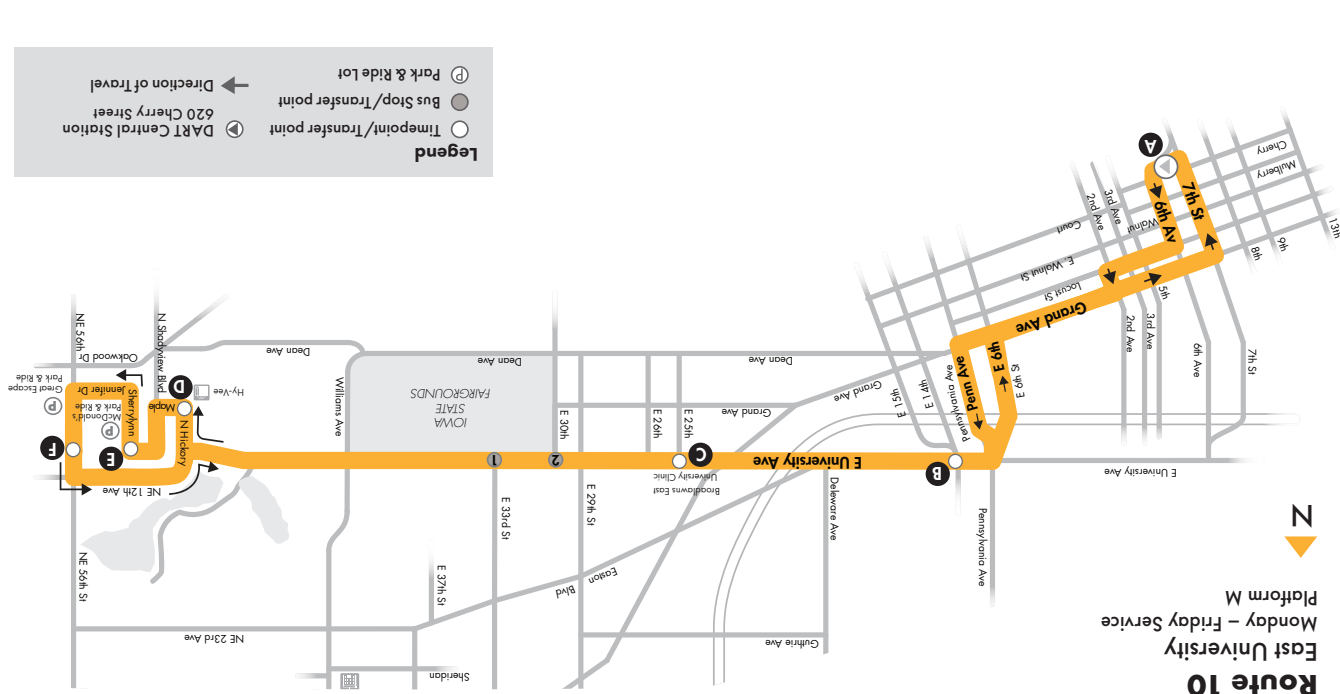 Route 10
East University
Monday – Friday Service
Platform M
N
Sheridan
Guthrie Ave
NE 23rd Ave
Easton
Blvd
E 37th St
NE 56th St
Pennsylvania Ave
Deleware Ave
E 29th St
E 33rd St
E University Ave
B
E University Ave
Broadlawns East
University Clinic
C
2
1
NE 12th Ave
E
F
E 6th St
E 6th
Penn Ave
Pennsylvania Ave
E 14th
E 15th
Grand Ave
Grand Ave
E 25th
E 26th
E 30th
IOWA
STATE
FAIRGROUNDS
Williams Ave
N Hickory
Maple
D
Hy-Vee
Sherrylynn
McDonald's
Park & Ride
P
Jennifer Dr
Great Escape
Park & Ride
P
Oakwood Dr
N Shadyview Blvd
NE 56th
Dean Ave
Dean Ave
Dean Ave
7th St
6th Ave
3rd Ave
2nd Ave
5th
Grand Ave
Locust St
E. Walnut St
Court
Walnut
2nd Ave
3rd Ave
6th Av
7th St
8th
9th
13th
Mulberry
Cherry
A
Legend
Timepoint/Transfer point
Bus Stop/Transfer point
P Park & Ride Lot
DART Central Station
620 Cherry Street
Direction of Travel